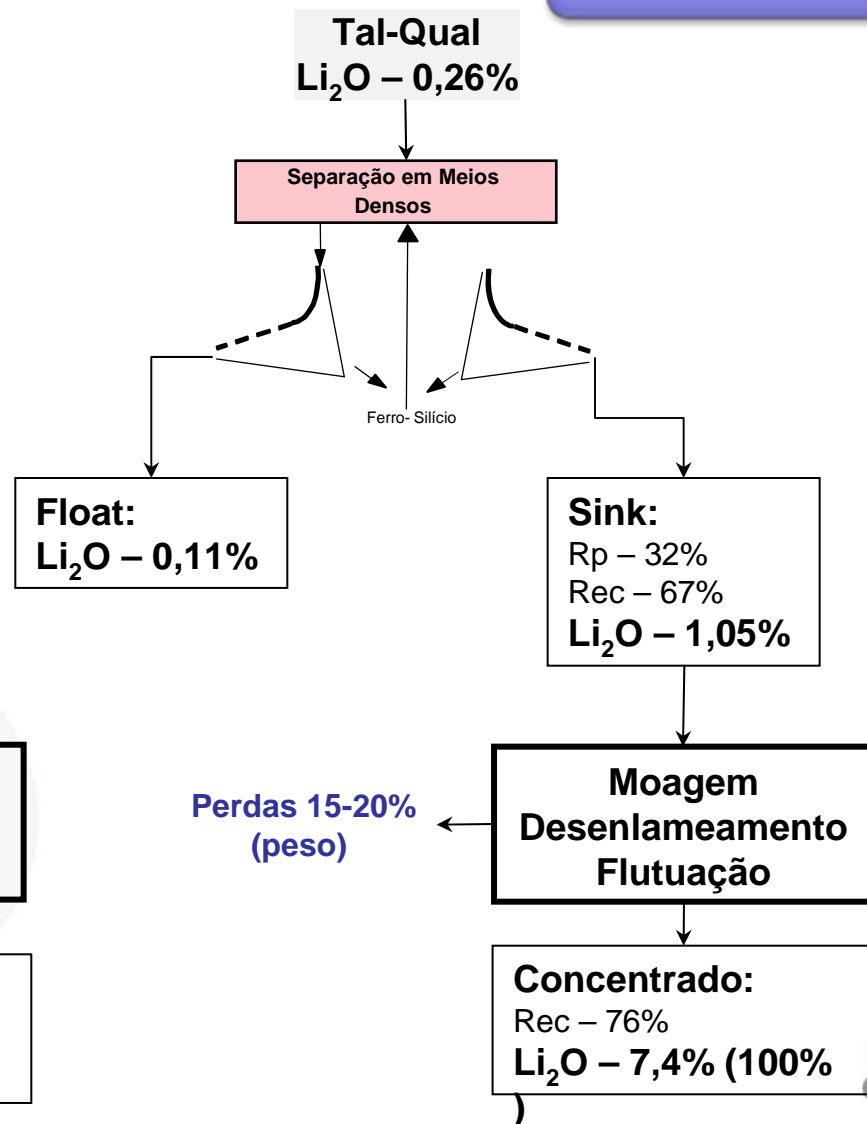 Tal-Qual
Li₂O – 0,26%
Separação em Meios
Densos
Ferro- Silício
Float:
Li₂O – 0,11%
Sink:
Rp – 32%
Rec – 67%
Li₂O – 1,05%
Perdas 15-20%
(peso)
Moagem
Desenlameamento
Flutuação
Concentrado:
Rec – 76%
Li₂O – 7,4% (100%
)